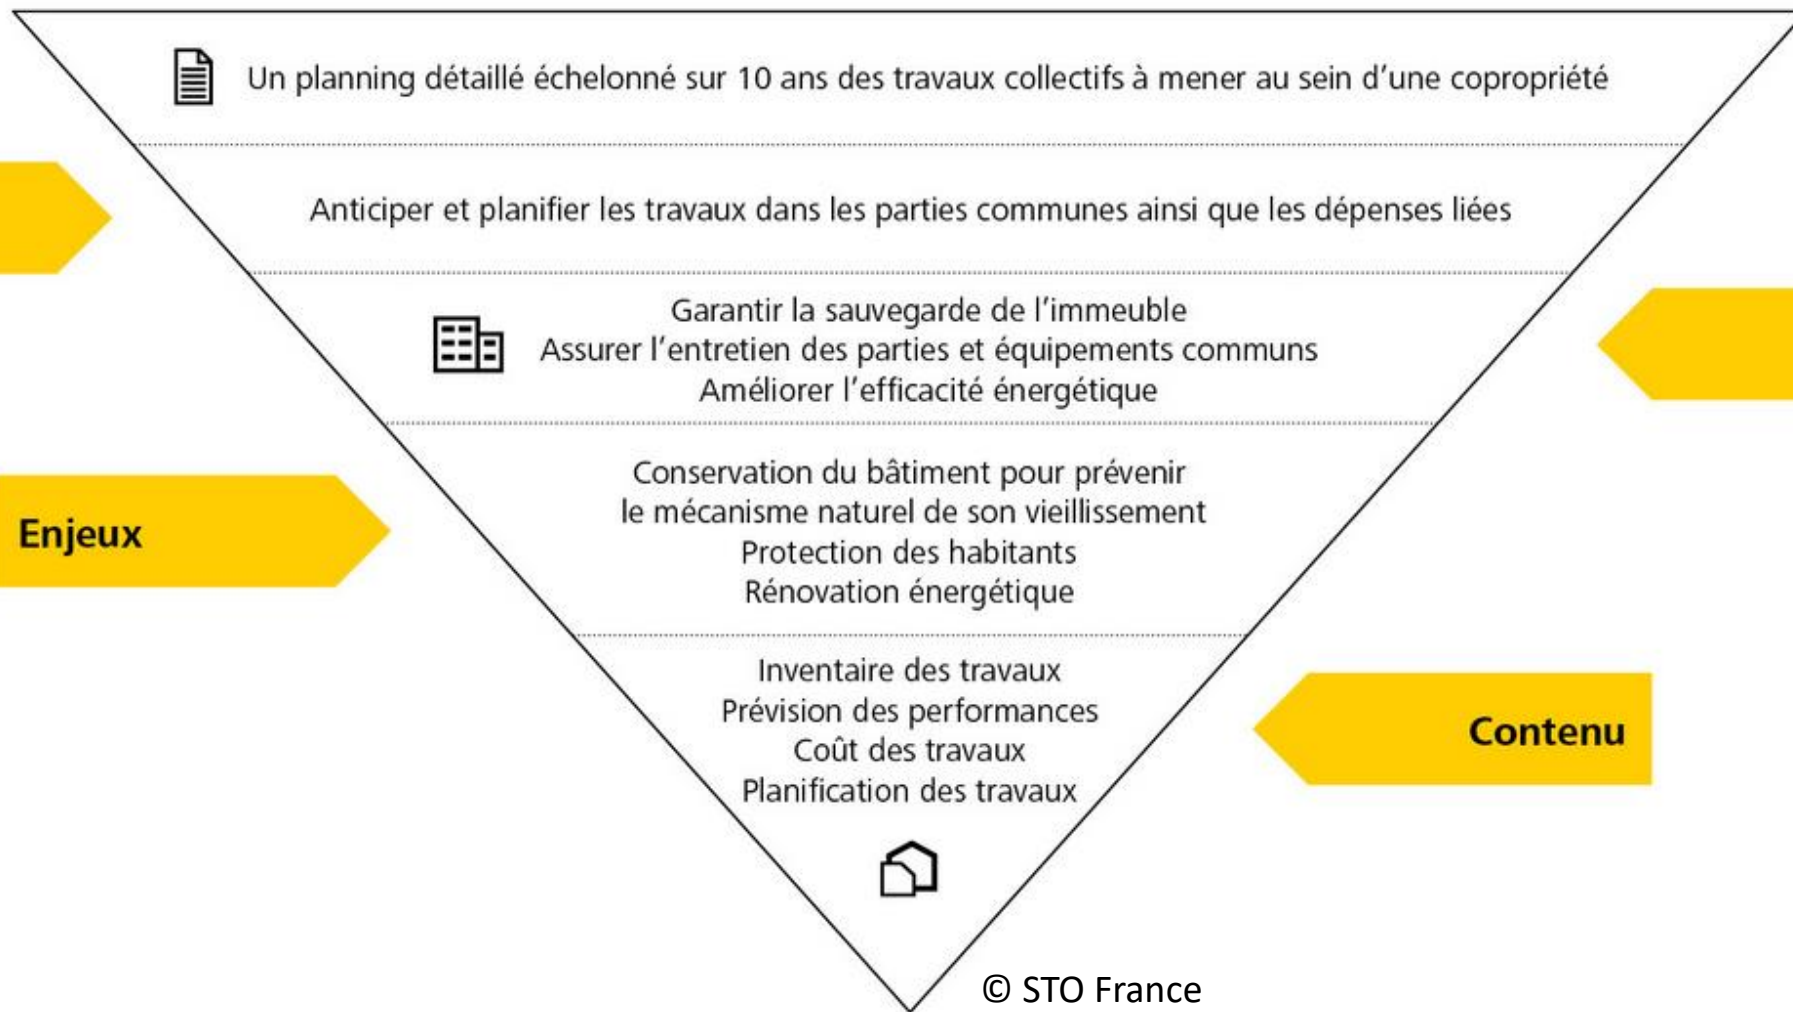 Un planning détaillé échelonné sur 10 ans des travaux collectifs à mener au sein d’une copropriété
Anticiper et planifier les travaux dans les parties communes ainsi que les dépenses liées
Garantir la sauvegarde de l’immeuble
Assurer l’entretien des parties et équipements communs
Améliorer l’efficacité énergétique
Enjeux
Conservation du bâtiment pour prévenir
le mécanisme naturel de son vieillissement
Protection des habitants
Rénovation énergétique
Inventaire des travaux
Prévision des performances
Coût des travaux
Planification des travaux
Contenu
© STO France